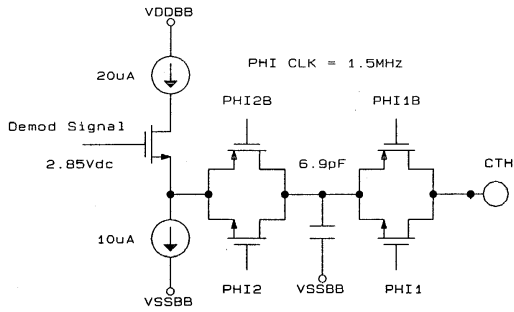 VDDBB
20uA
PHI CLK = 1.5MHz
PHI2B
PHI1B
Demod Signal
2.85Vdc
6.9pF
CTH
10uA
VSSBB
PHI2
VSSBB
PHI1